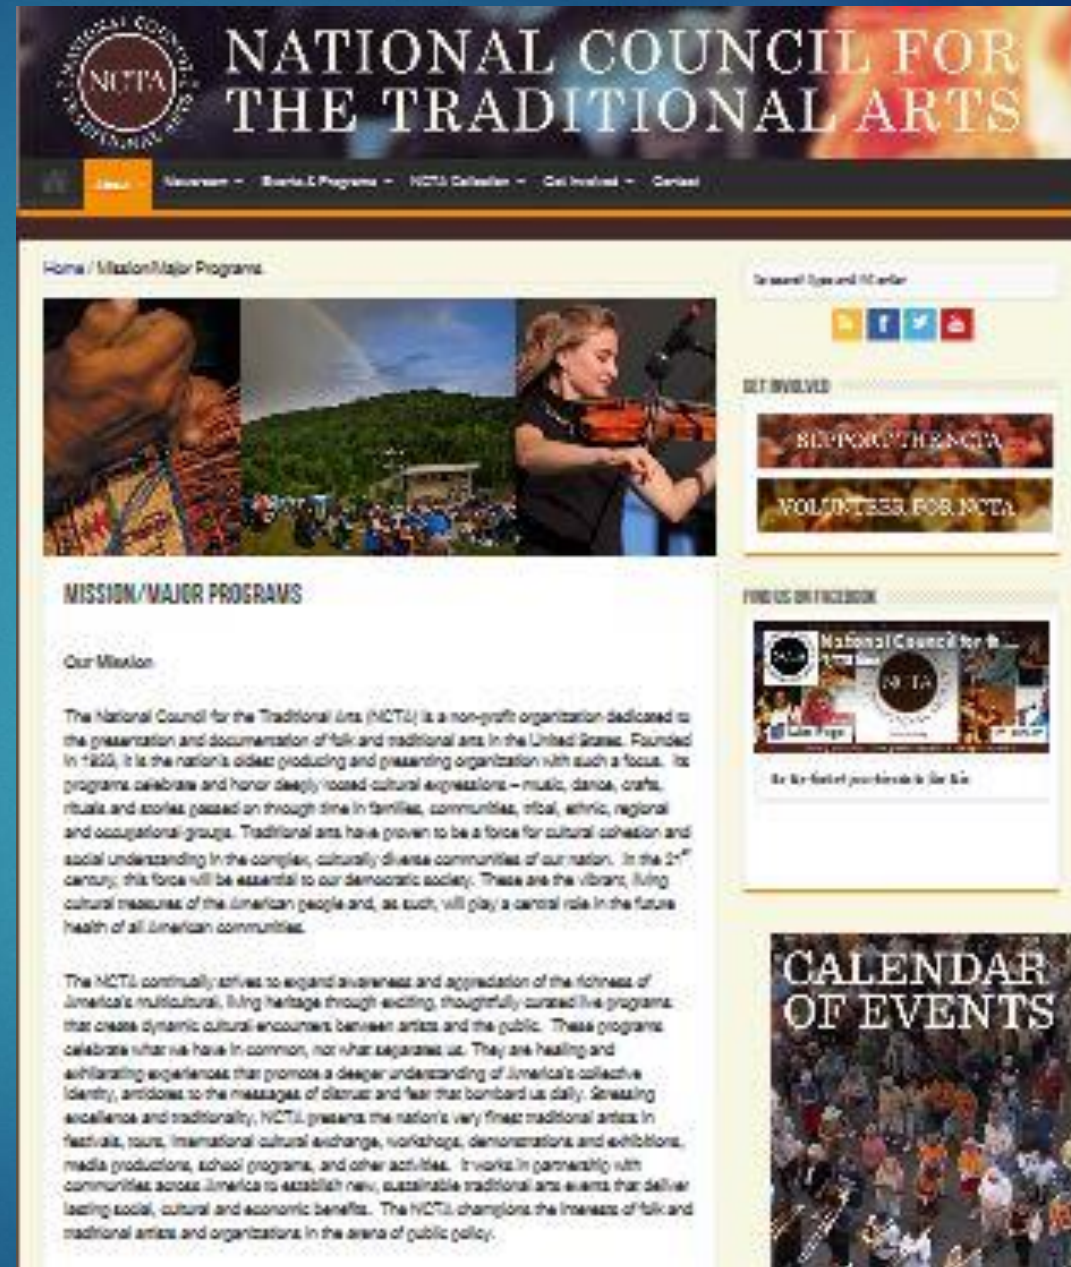 NCTA
NATIONAL COUNCIL FOR
THE TRADITIONAL ARTS
About
Newsroom
Events & Programs
NCTA Collection
Get Involved
Contact
Home / Mission/Major Programs
GET INVOLVED
SUPPORT THE NCTA
VOLUNTEER FOR NCTA
MISSION/MAJOR PROGRAMS
Our Mission
The National Council for the Traditional Arts (NCTA) is a non-profit organization dedicated to
the presentation and documentation of folk and traditional arts in the United States. Founded
in it is the nation's oldest producing and presenting organization with such a focus. Its
programs celebrate and honor deeply rooted cultural expressions – music, dance, crafts,
rituals and stories passed on through time in families, communities, tribal, ethnic, regional
and occupational groups. Traditional arts have proven to be a force for cultural cohesion and
social understanding in the complex, culturally diverse communities of our nation. In the 21st
century, this force will be essential to our democratic society. These are the vibrant, living
cultural treasures of the American people and, as such, will play a central role in the future
health of all American communities.
The NCTA continually strives to expand awareness and appreciation of the richness of
America's multicultural, living heritage through exciting, thoughtfully curated live programs
that create dynamic cultural encounters between artists and the public. These programs
celebrate what we have in common, not what separates us. They are healing and
exhilarating experiences that promote a deeper understanding of America's collective
identity, antidotes to the messages of distrust and fear that bombard us daily. Stressing
excellence and traditionality, NCTA presents the nation's very finest traditional artists in
festivals, tours, international cultural exchange, workshops, demonstrations and exhibitions,
media productions, school programs, and other activities. It works in partnership with
communities across America to establish new, sustainable traditional arts events that deliver
lasting social, cultural and economic benefits. The NCTA champions the interests of folk and
traditional artists and organizations in the arena of public policy.
FIND US ON FACEBOOK
National Council for th...
NCTA
Like Page
CALENDAR
OF EVENTS